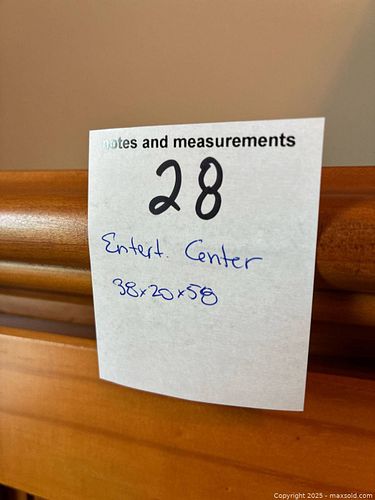 notes and measurements
28
Entert. Center
38x20x58
Copyright 2025 - maxsold.com